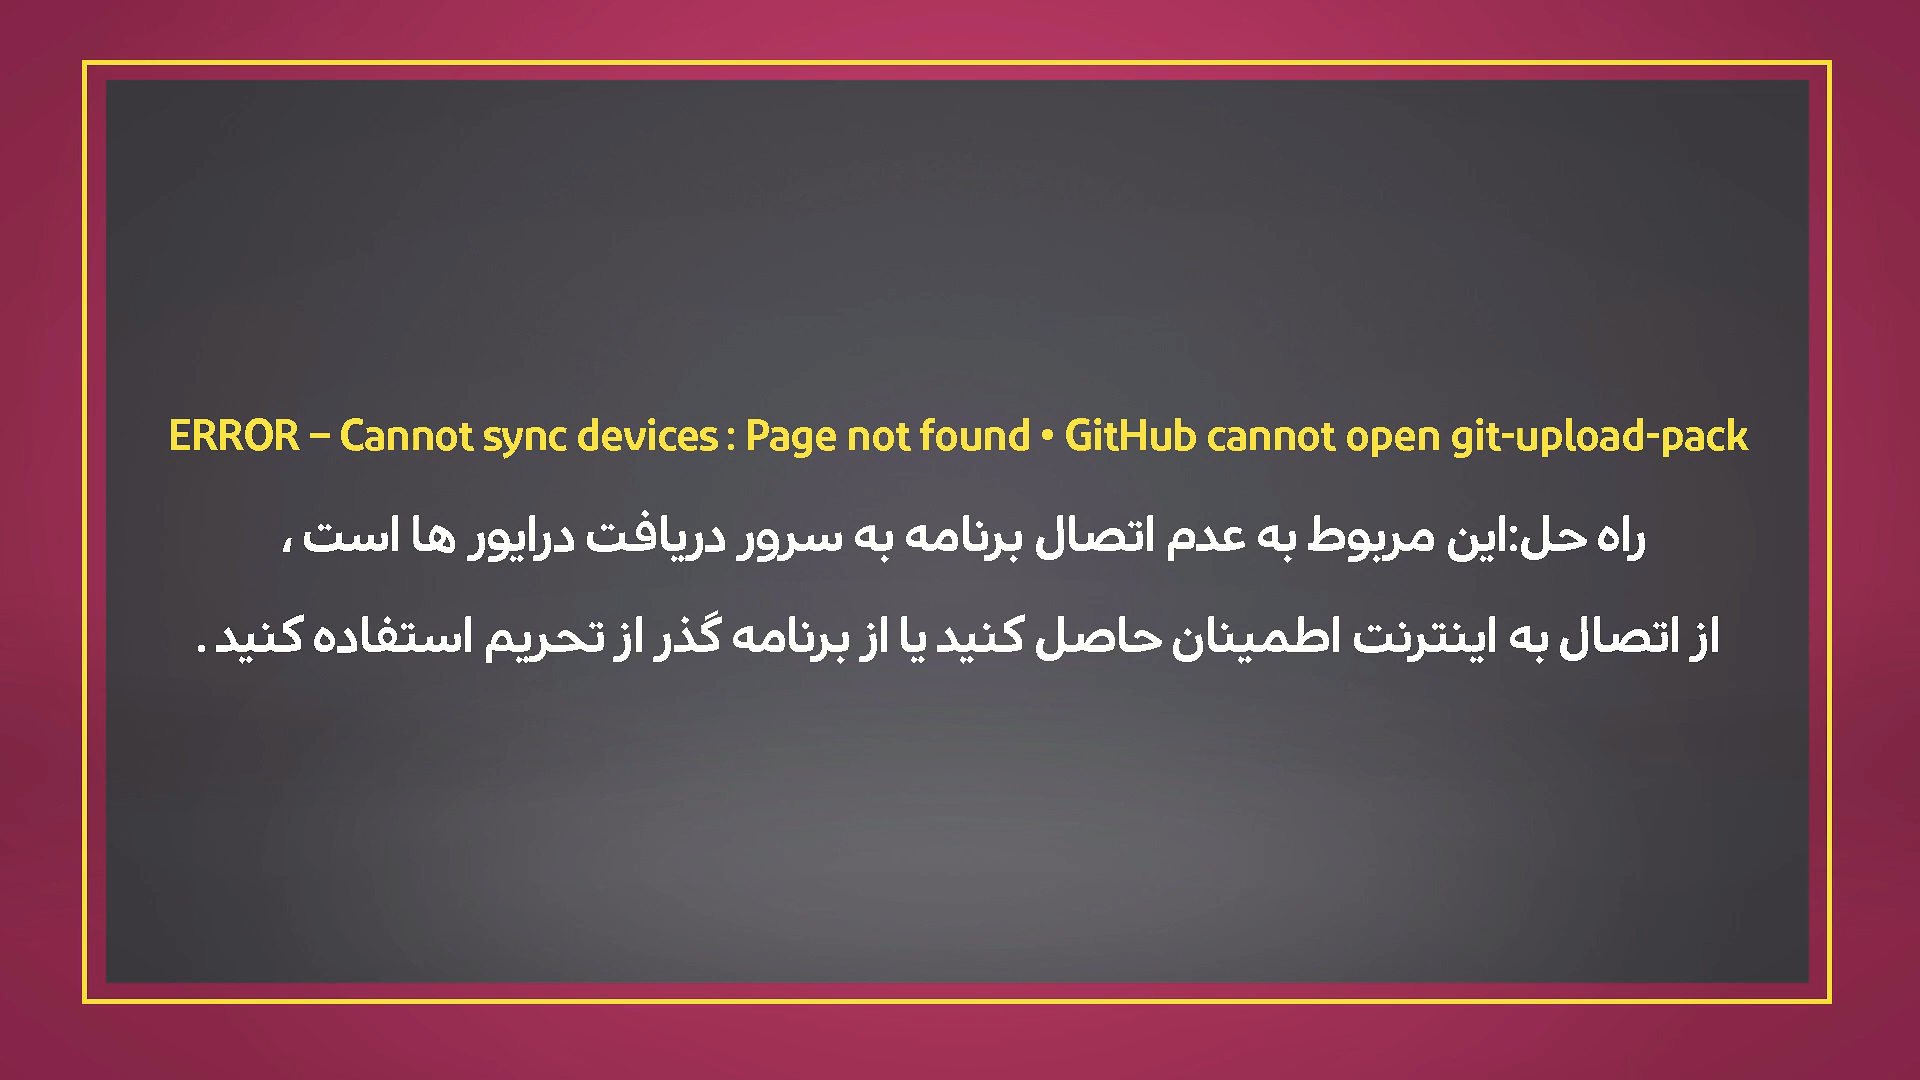 ERROR – Cannot sync devices : Page not found • GitHub cannot open git-upload-pack
راه حل:این مربوط به عدم اتصال برنامه به سرور دریافت درایور ها است ،
از اتصال به اینترنت اطمینان حاصل کنید یا از برنامه گذر از تحریم استفاده کنید .